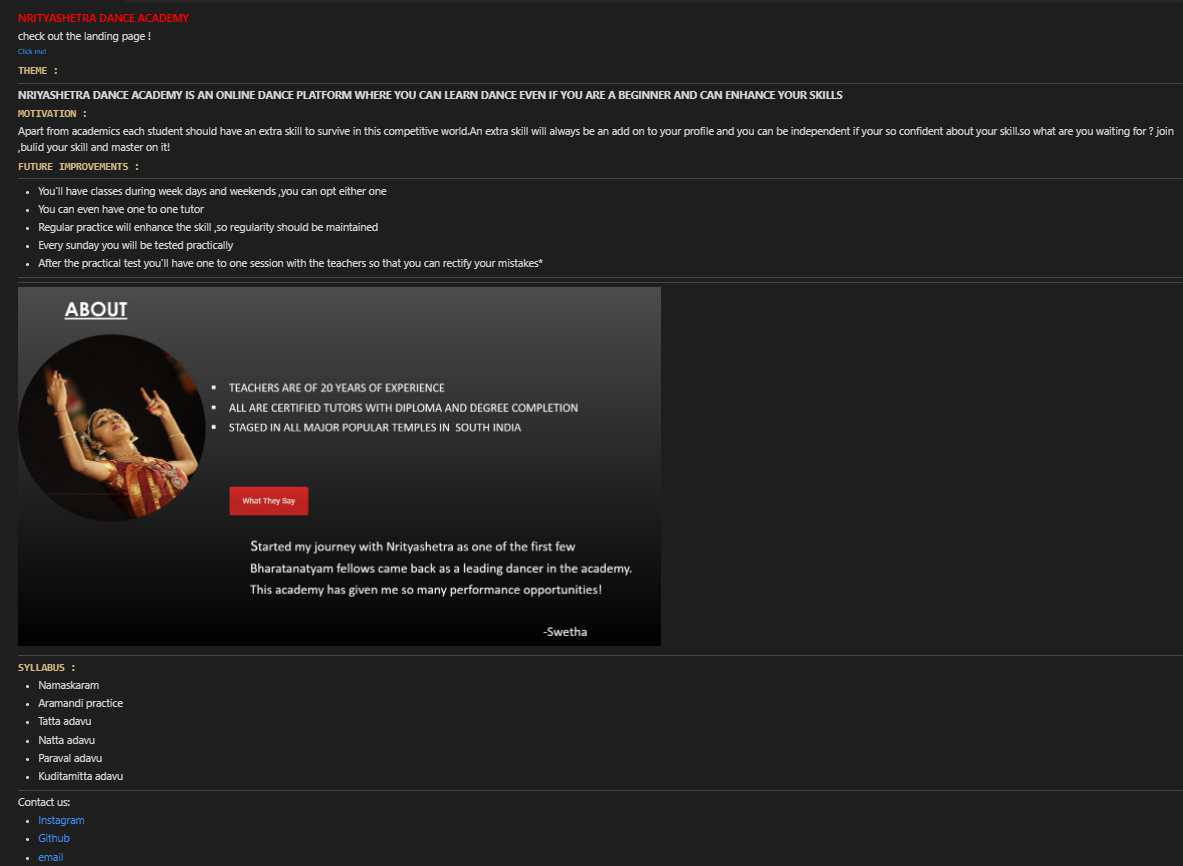 NRITYASHETRA DANCE ACADEMY
check out the landing page !
Click me!
THEME :
NRIYASHETRA DANCE ACADEMY IS AN ONLINE DANCE PLATFORM WHERE YOU CAN LEARN DANCE EVEN IF YOU ARE A BEGINNER AND CAN ENHANCE YOUR SKILLS
MOTIVATION :
Apart from academics each student should have an extra skill to survive in this competitive world.An extra skill will always be an add on to your profile and you can be independent if your so confident about your skill.so what are you waiting for ? join
,bulid your skill and master on it!
FUTURE IMPROVEMENTS :
• You'll have classes during week days and weekends ,you can opt either one
• You can even have one to one tutor
• Regular practice will enhance the skill ,so regularity should be maintained
• Every sunday you will be tested practically
• After the practical test you'll have one to one session with the teachers so that you can rectify your mistakes*
ABOUT
▪ TEACHERS ARE OF 20 YEARS OF EXPERIENCE
▪ ALL ARE CERTIFIED TUTORS WITH DIPLOMA AND DEGREE COMPLETION
▪ STAGED IN ALL MAJOR POPULAR TEMPLES IN SOUTH INDIA
What They Say
Started my journey with Nrityashetra as one of the first few
Bharatanatyam fellows came back as a leading dancer in the academy.
This academy has given me so many performance opportunities!
-Swetha
SYLLABUS :
• Namaskaram
• Aramandi practice
• Tatta adavu
• Natta adavu
• Paraval adavu
• Kuditamitta adavu
Contact us:
• Instagram
• Github
• email